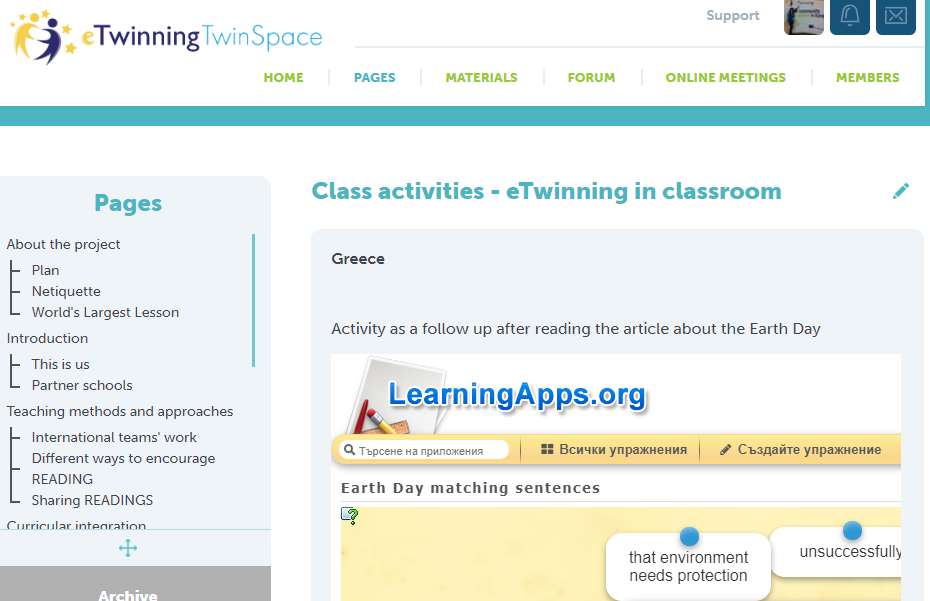 eTwinningTwinSpace
Support
HOME
PAGES
MATERIALS
FORUM
ONLINE MEETINGS
MEMBERS
Pages
About the project
Plan
Netiquette
World's Largest Lesson
Introduction
This is us
Partner schools
Teaching methods and approaches
International teams' work
Different ways to encourage
READING
Sharing READINGS
Curricular integration
Archive
Class activities - eTwinning in classroom
Greece
Activity as a follow up after reading the article about the Earth Day
LearningApps.org
Търсене на приложения
Всички упражнения
Създайте упражнение
Earth Day matching sentences
that environment
needs protection
unsuccessfully